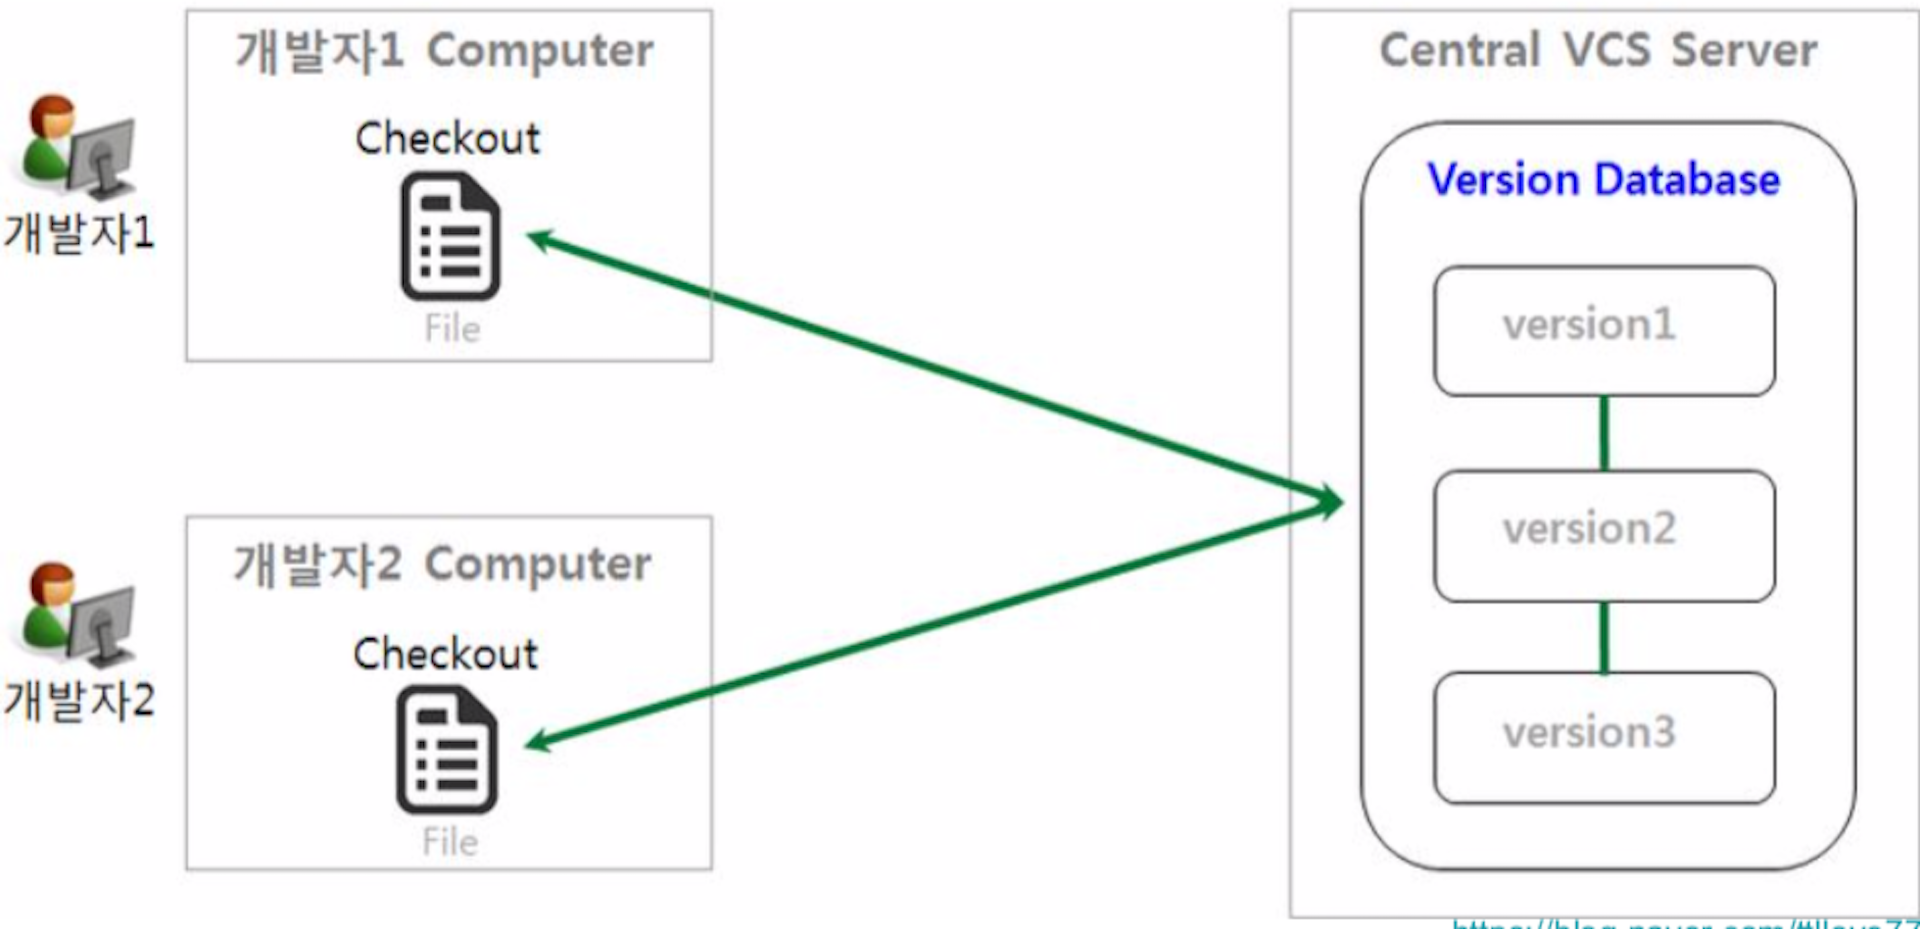 개발자1 Computer
Checkout
File
개발자1
개발자2 Computer
Checkout
File
개발자2
Central VCS Server
Version Database
version1
version2
version3